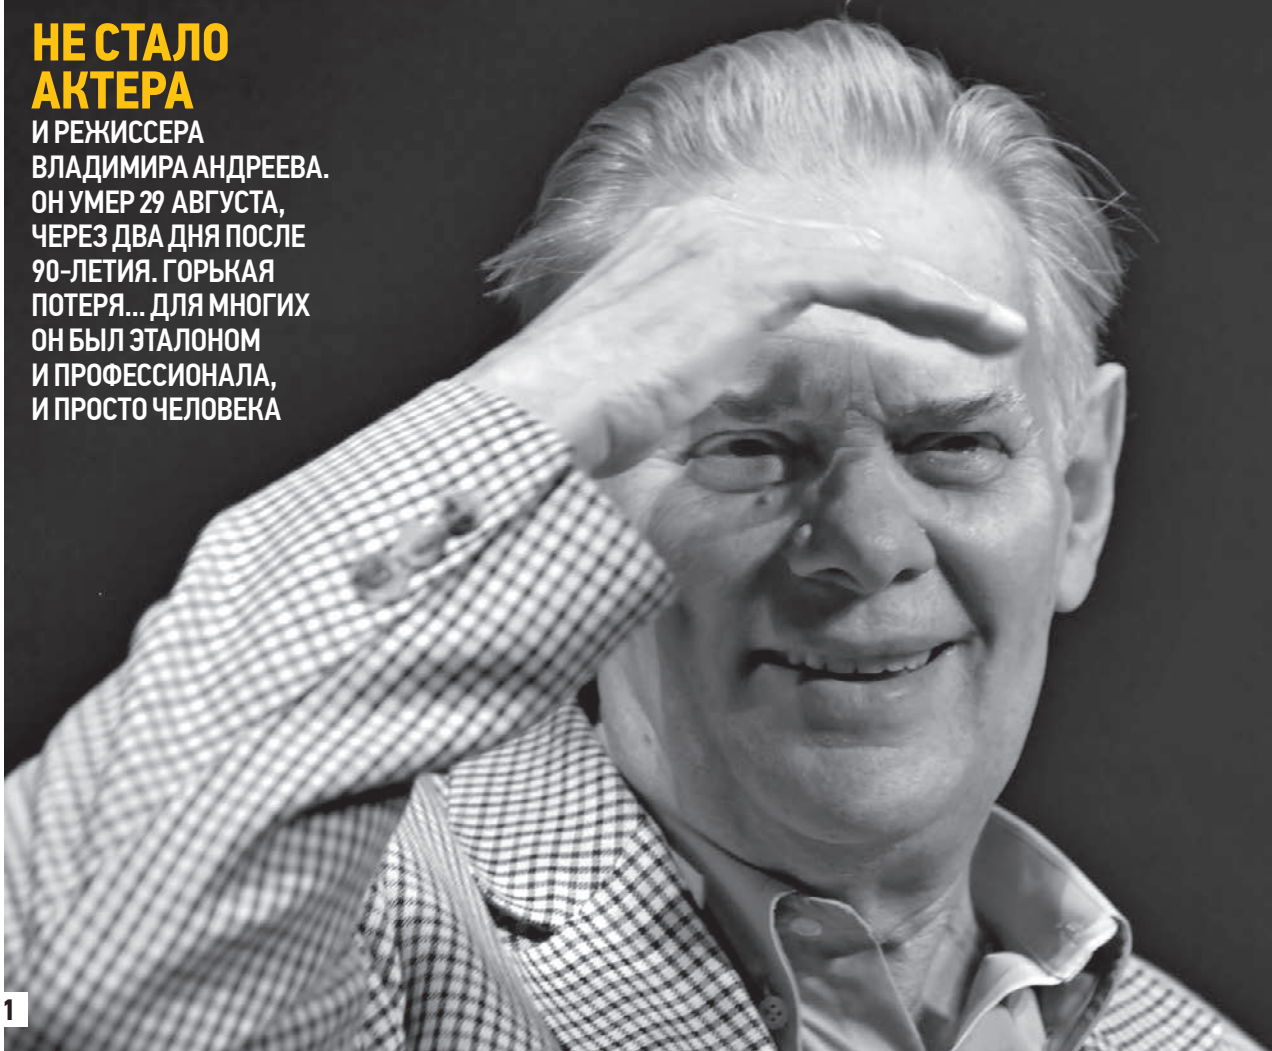 НЕ СТАЛО
АКТЕРА
И РЕЖИССЕРА
ВЛАДИМИРА АНДРЕЕВА.
ОН УМЕР 29 АВГУСТА,
ЧЕРЕЗ ДВА ДНЯ ПОСЛЕ
90-ЛЕТИЯ. ГОРЬКАЯ
ПОТЕРЯ... ДЛЯ МНОГИХ
ОН БЫЛ ЭТАЛОНОМ
И ПРОФЕССИОНАЛА,
И ПРОСТО ЧЕЛОВЕКА
1